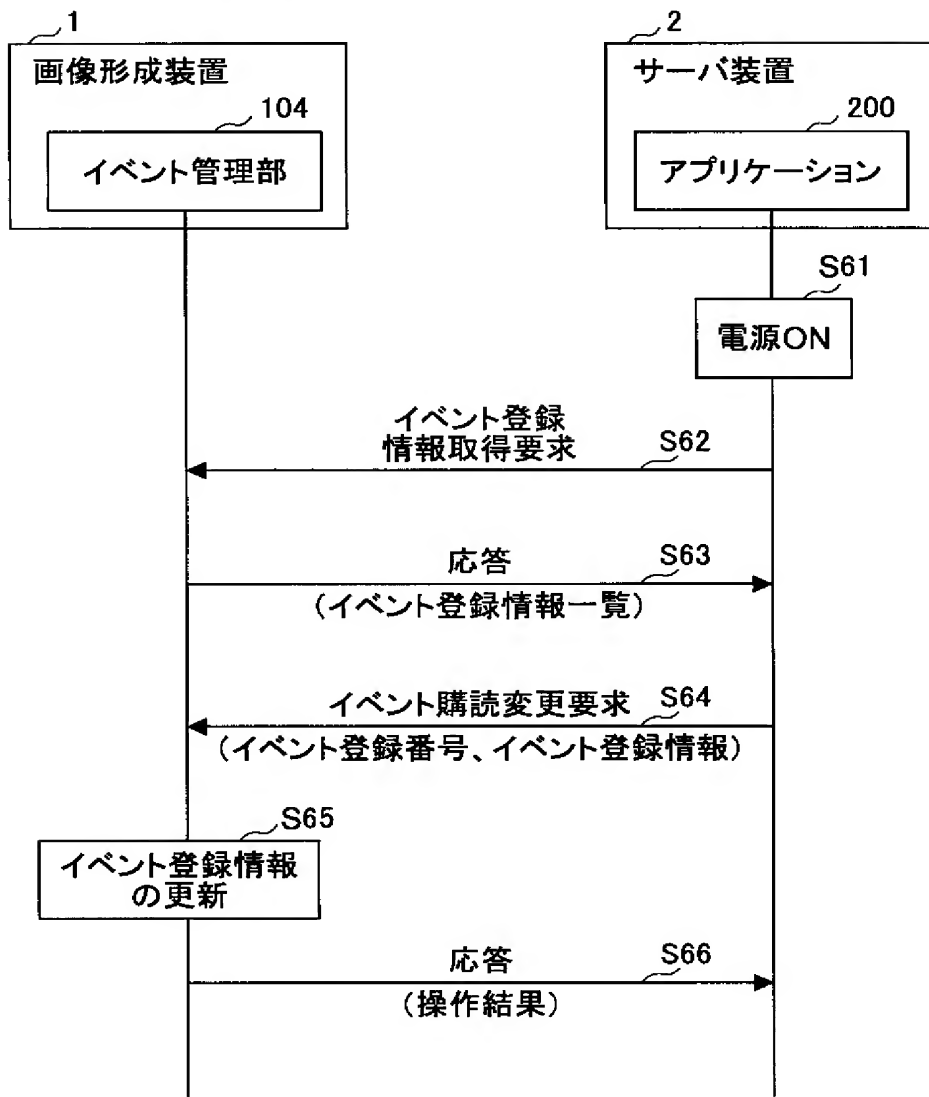 1
画像形成装置
104
イベント管理部
2
サーバ装置
200
アプリケーション
S61
電源ON
イベント登録
情報取得要求
S62
応答
S63
(イベント登録情報一覧)
イベント購読変更要求
S64
(イベント登録番号、イベント登録情報)
S65
イベント登録情報
の更新
応答
S66
(操作結果)